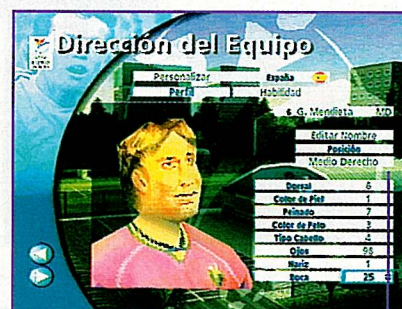 Dirección del Equipo
Personalizar España
Perfil Habilidad
6 G. Mendieta MD
Editar Nombre
Posición
Medio Derecho
Dorsal 6
Color de Piel 1
Peinado 7
Color de Pelo 3
Tipo Cabello 4
Ojos 98
Nariz 1
Boca 25